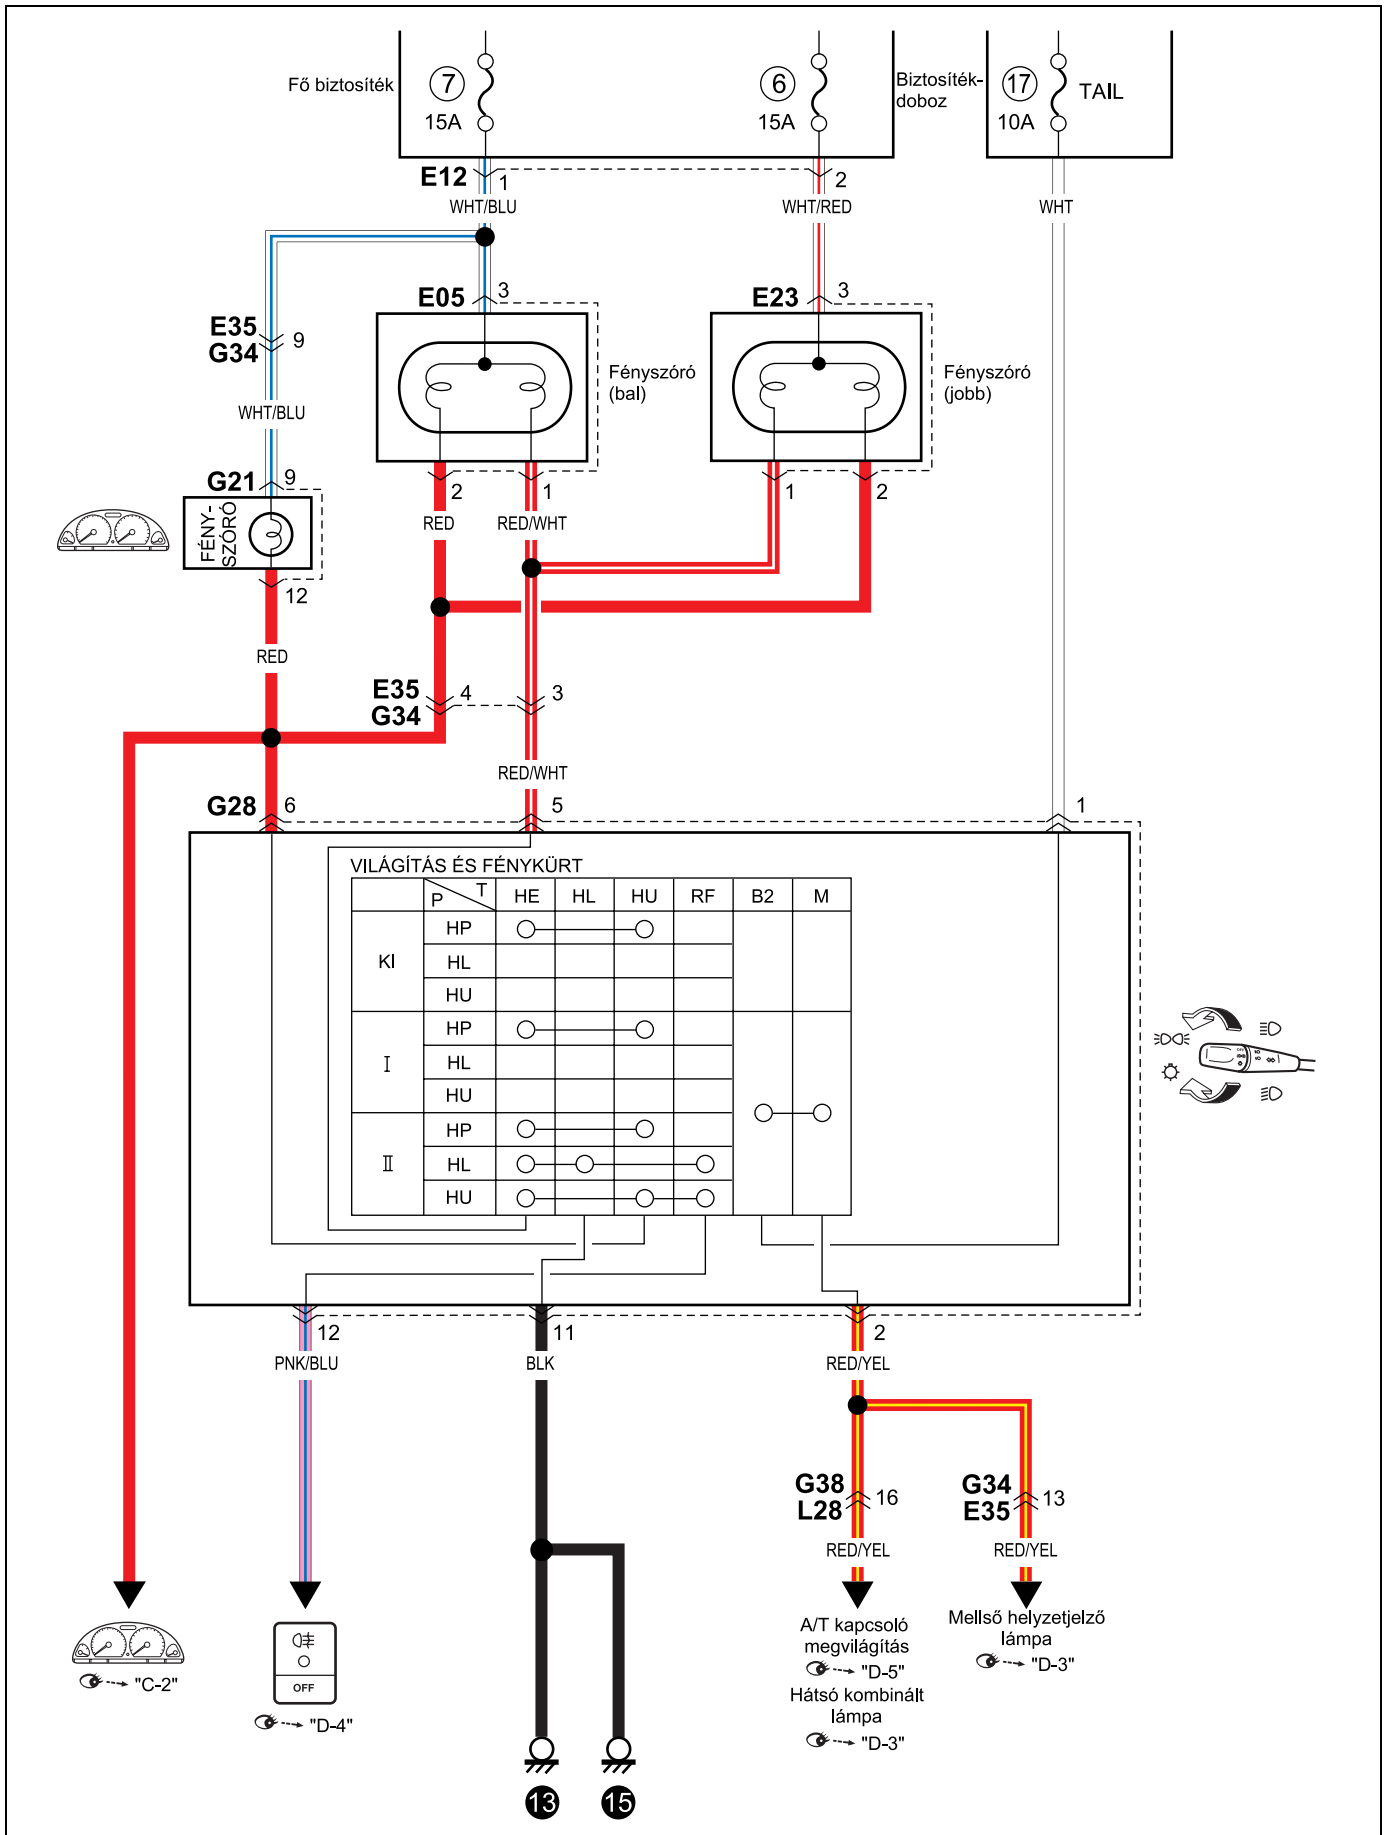 Fő biztosíték
7
15A
6
15A
Biztosíték-
doboz
17
10A
TAIL
E12
1
2
WHT/BLU
WHT/RED
WHT
E05
3
E23
3
E35
G34
9
Fényszóró
(bal)
Fényszóró
(jobb)
WHT/BLU
G21
9
2
1
1
2
RED
RED/WHT
FÉNY-
SZÓRÓ
12
RED
E35
G34
4
3
RED/WHT
G28
6
5
1
VILÁGÍTÁS ÉS FÉNYKÜRT
P T HE HL HU RF B2 M
KI
HP
HL
HU
I
HP
HL
HU
II
HP
HL
HU
OFF
12
11
2
PNK/BLU
BLK
RED/YEL
G38
L28
16
G34
E35
13
RED/YEL
RED/YEL
A/T kapcsoló
megvilágítás
"D-5"
Hátsó kombinált
lámpa
"D-3"
Mellső helyzetjelző
lámpa
"D-3"
"C-2"
OFF
"D-4"
13
15